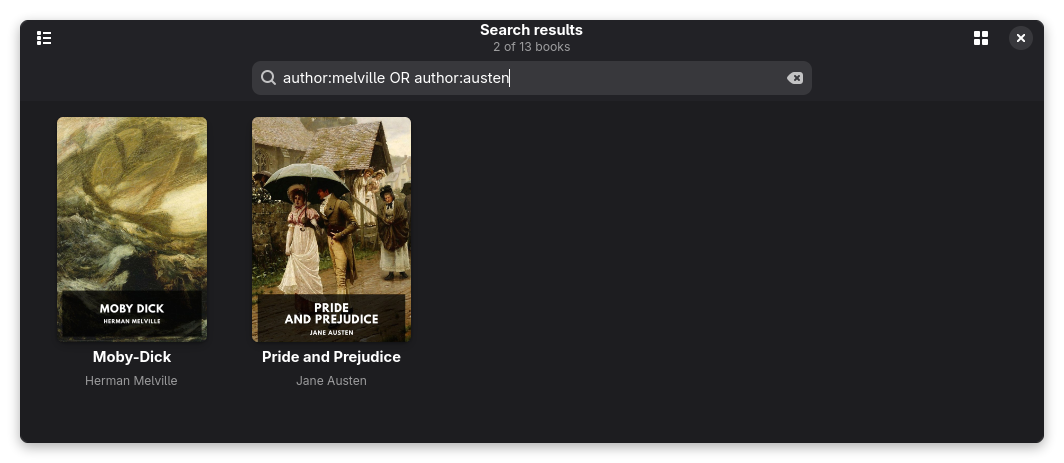 Search results
2 of 13 books
author:melville OR author:austen
MOBY DICK
HERMAN MELVILLE
Moby-Dick
Herman Melville
PRIDE
AND PREJUDICE
JANE AUSTEN
Pride and Prejudice
Jane Austen